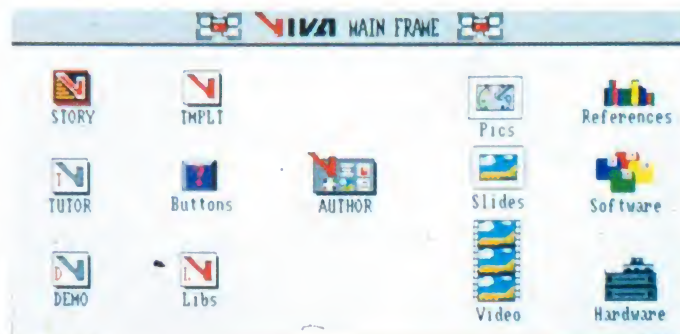 VIVA MAIN FRAME
STORY
TMPLT
Pics
References
TUTOR
Buttons
AUTHOR
Slides
Software
DEMO
Libs
Video
Hardware